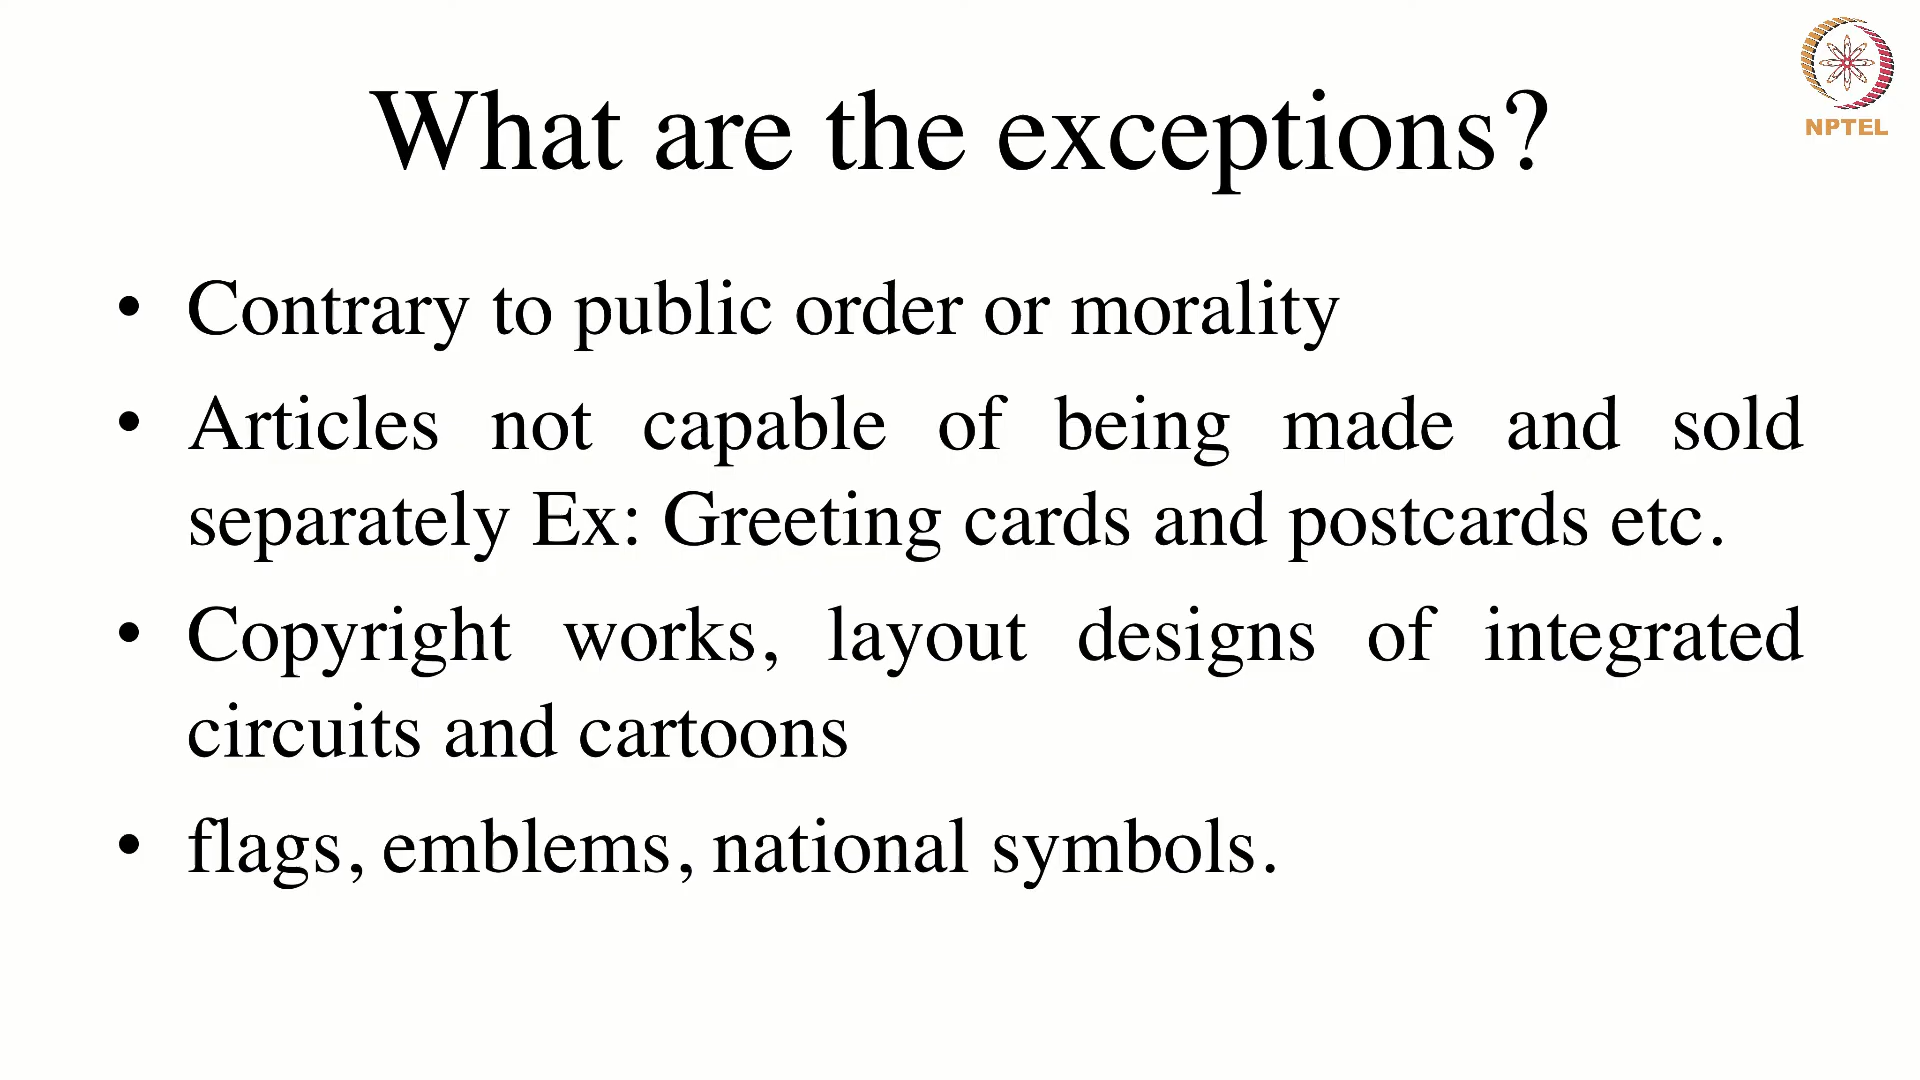 NPTEL
What are the exceptions?
• Contrary to public order or morality
• Articles not capable of being made and sold
separately Ex: Greeting cards and postcards etc.
• Copyright works, layout designs of integrated
circuits and cartoons
• flags, emblems, national symbols.